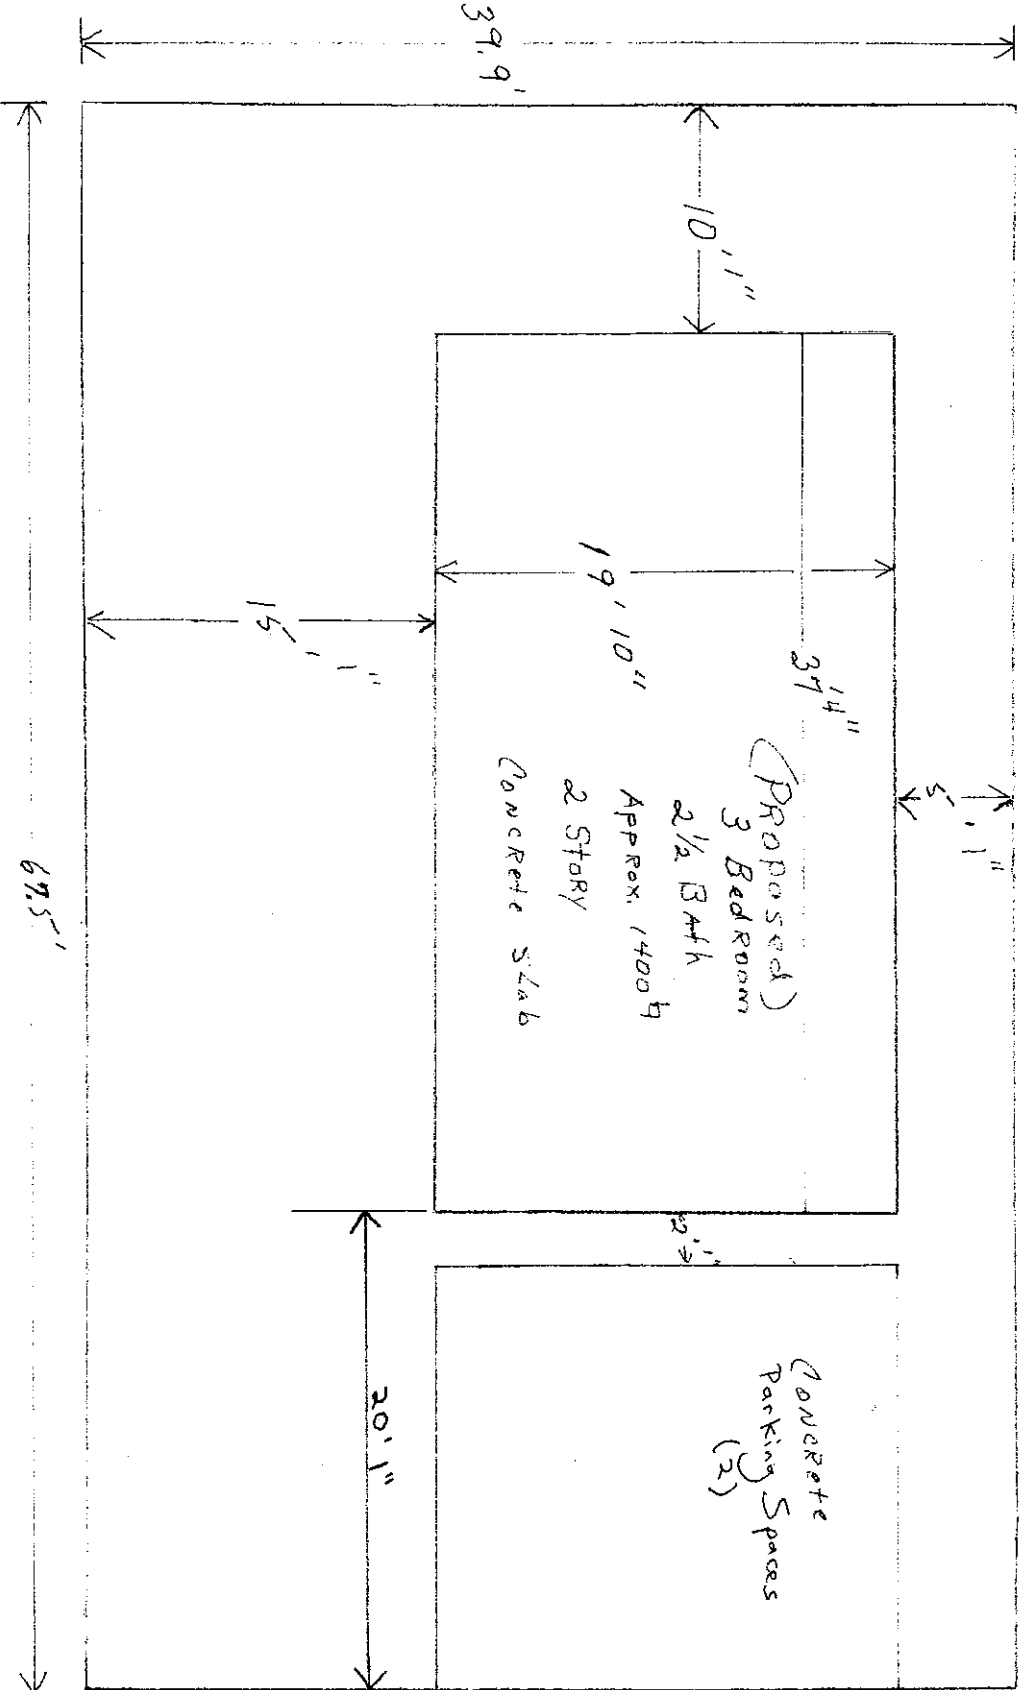 39.9'
10'1"
5'.1"
37'4"
19'10"
15'1"
(PROPOSED)
3 BedRoom
2½ BAth
APPROX. 1400
2 StoRY
CONCRete SLab
2'1"
CONCRete
Parking Spaces
(2)
20'1"
67.5'